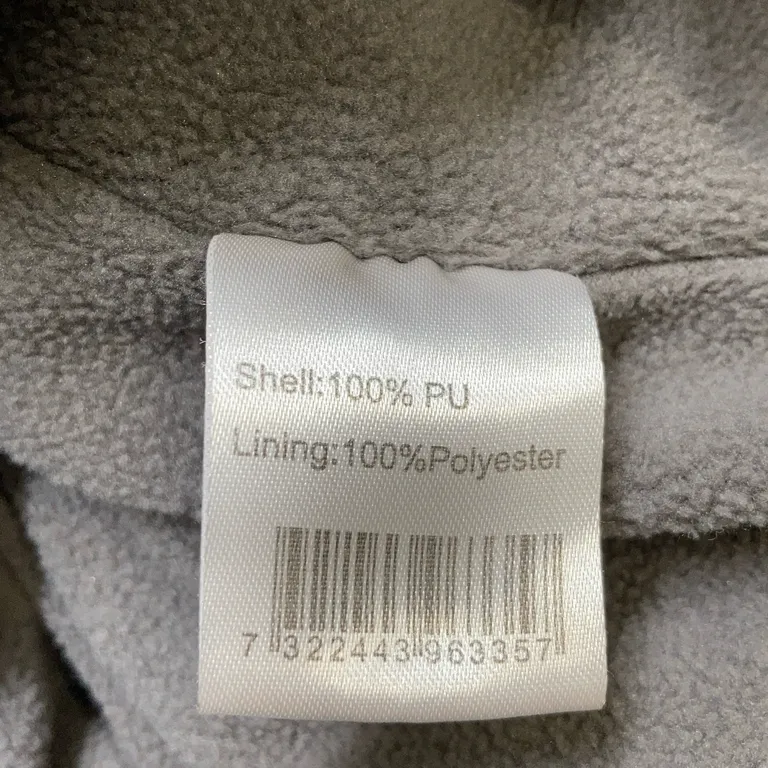 Shell:100% PU
Lining:100%Polyester
7 322443 963357